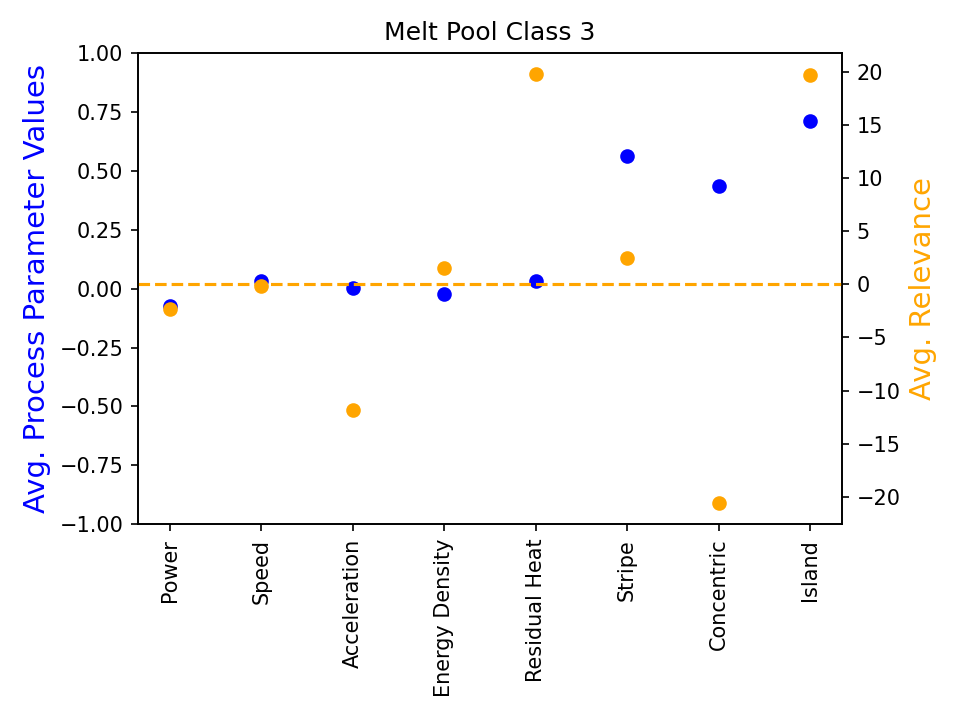 Melt Pool Class 3
Avg. Process Parameter Values
1.00
0.75
0.50
0.25
0.00
−0.25
−0.50
−0.75
−1.00
20
15
10
5
0
−5
−10
−15
−20
Avg. Relevance
Power
Speed
Acceleration
Energy Density
Residual Heat
Stripe
Concentric
Island